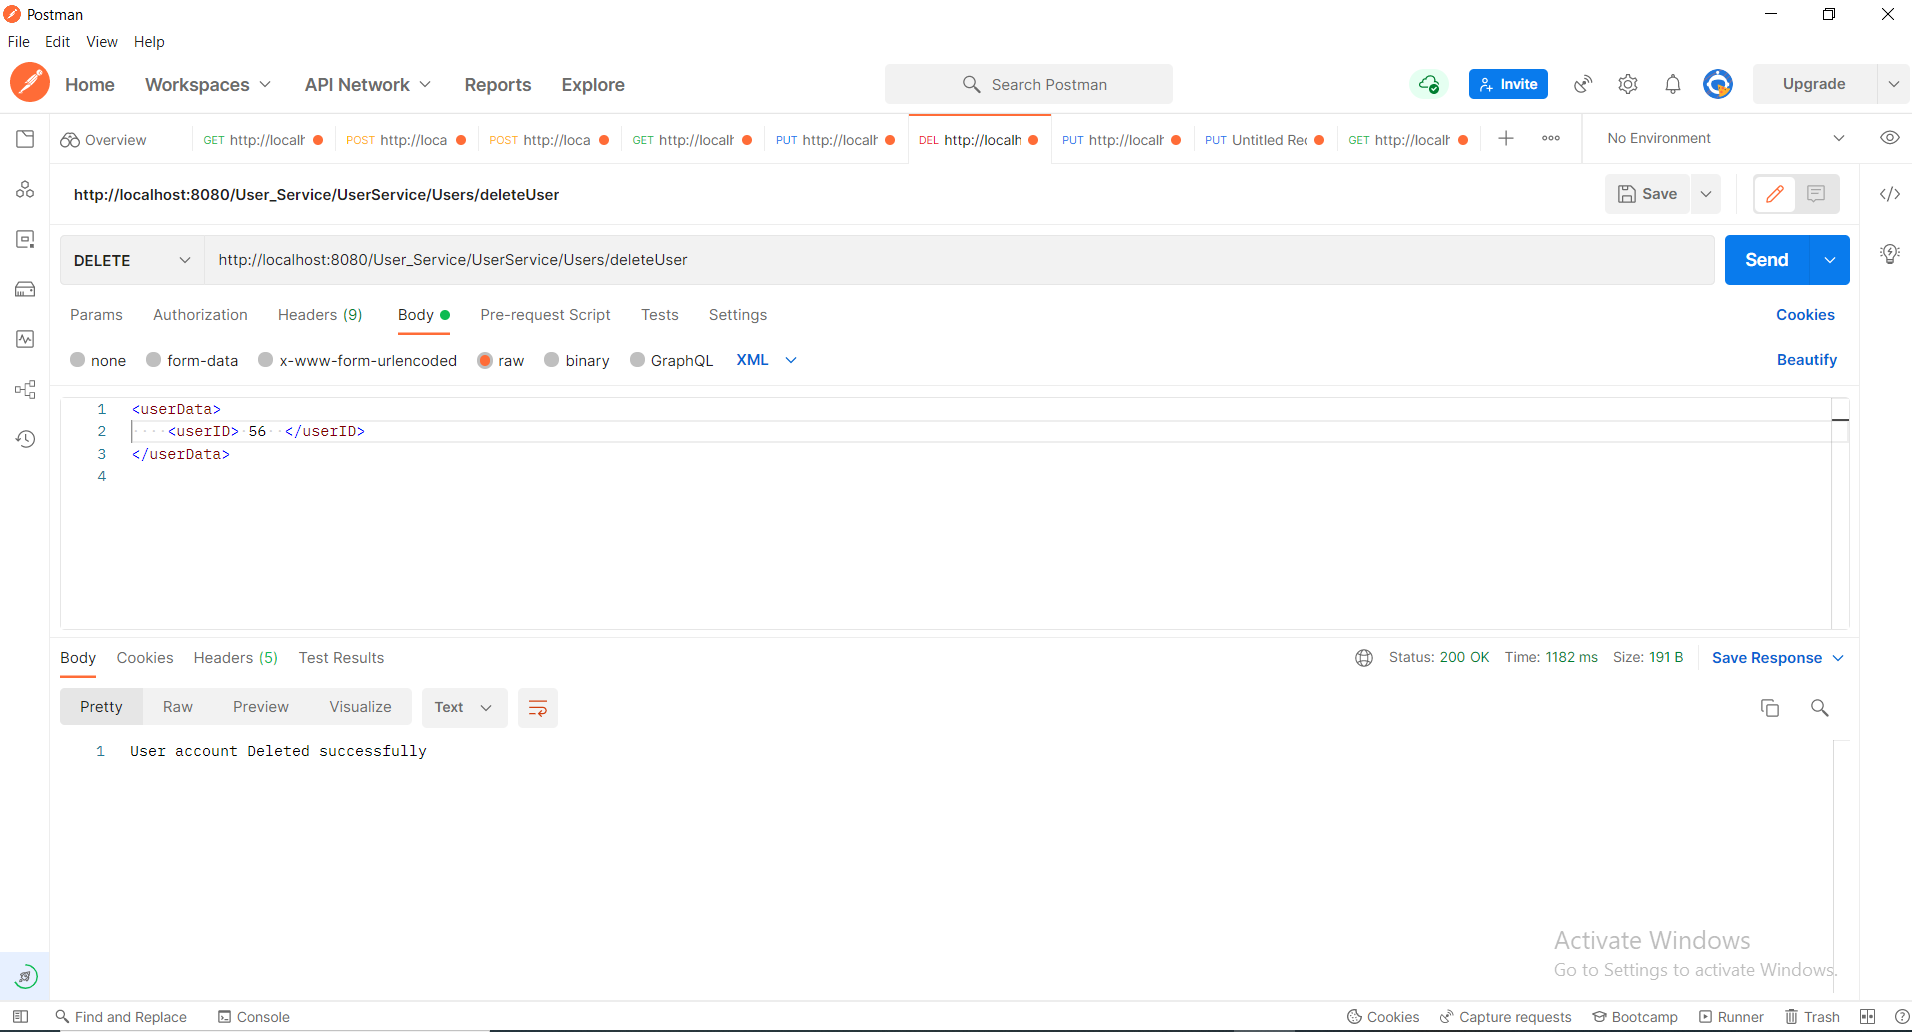 Postman
File Edit View Help
Home Workspaces API Network Reports Explore Search Postman Invite Upgrade
Overview GET http://localh POST http://loca POST http://loca GET http://localh PUT http://localh DEL http://localh PUT http://localh PUT Untitled Rec GET http://localh No Environment
http://localhost:8080/User_Service/UserService/Users/deleteUser Save
DELETE http://localhost:8080/User_Service/UserService/Users/deleteUser Send
Params Authorization Headers (9) Body Pre-request Script Tests Settings Cookies
none form-data x-www-form-urlencoded raw binary GraphQL XML Beautify
1 <userData>
2 <userID> 56 </userID>
3 </userData>
4
Body Cookies Headers (5) Test Results Status: 200 OK Time: 1182 ms Size: 191 B Save Response
Pretty Raw Preview Visualize Text
1 User account Deleted successfully
Activate Windows
Go to Settings to activate Windows.
Find and Replace Console Cookies Capture requests Bootcamp Runner Trash